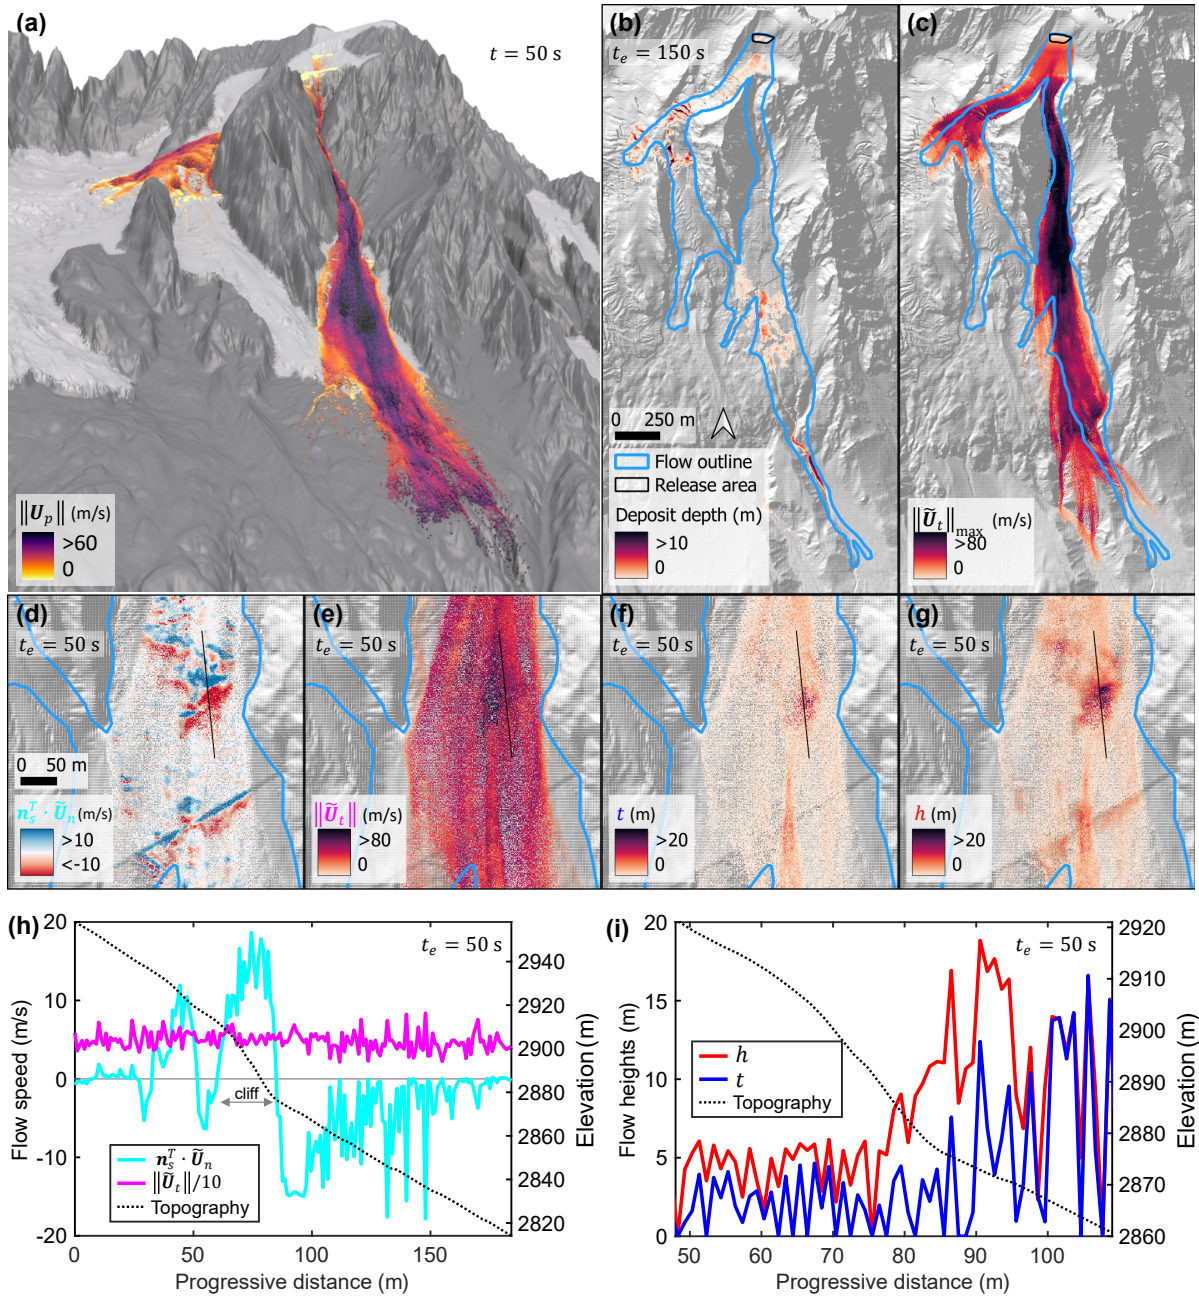 (a)
t = 50 s
‖U_p‖ (m/s)
>60
0
(b)
t_e = 150 s
0 250 m
Flow outline
Release area
Deposit depth (m)
>10
0
(c)
‖Ũ_t‖_max (m/s)
>80
0
(d)
t_e = 50 s
0 50 m
n_s^T · Ũ_n (m/s)
>10
<-10
(e)
t_e = 50 s
‖Ũ_t‖ (m/s)
>80
0
(f)
t_e = 50 s
t (m)
>20
0
(g)
t_e = 50 s
h (m)
>20
0
(h)
t_e = 50 s
20
10
0
-10
-20
Flow speed (m/s)
cliff
n_s^T · Ũ_n
‖Ũ_t‖/10
Topography
0 50 100 150
Progressive distance (m)
2940
2920
2900
2880
2860
2840
2820
Elevation (m)
(i)
t_e = 50 s
20
15
10
5
0
Flow heights (m)
h
t
Topography
50 60 70 80 90 100
Progressive distance (m)
2920
2910
2900
2890
2880
2870
2860
Elevation (m)